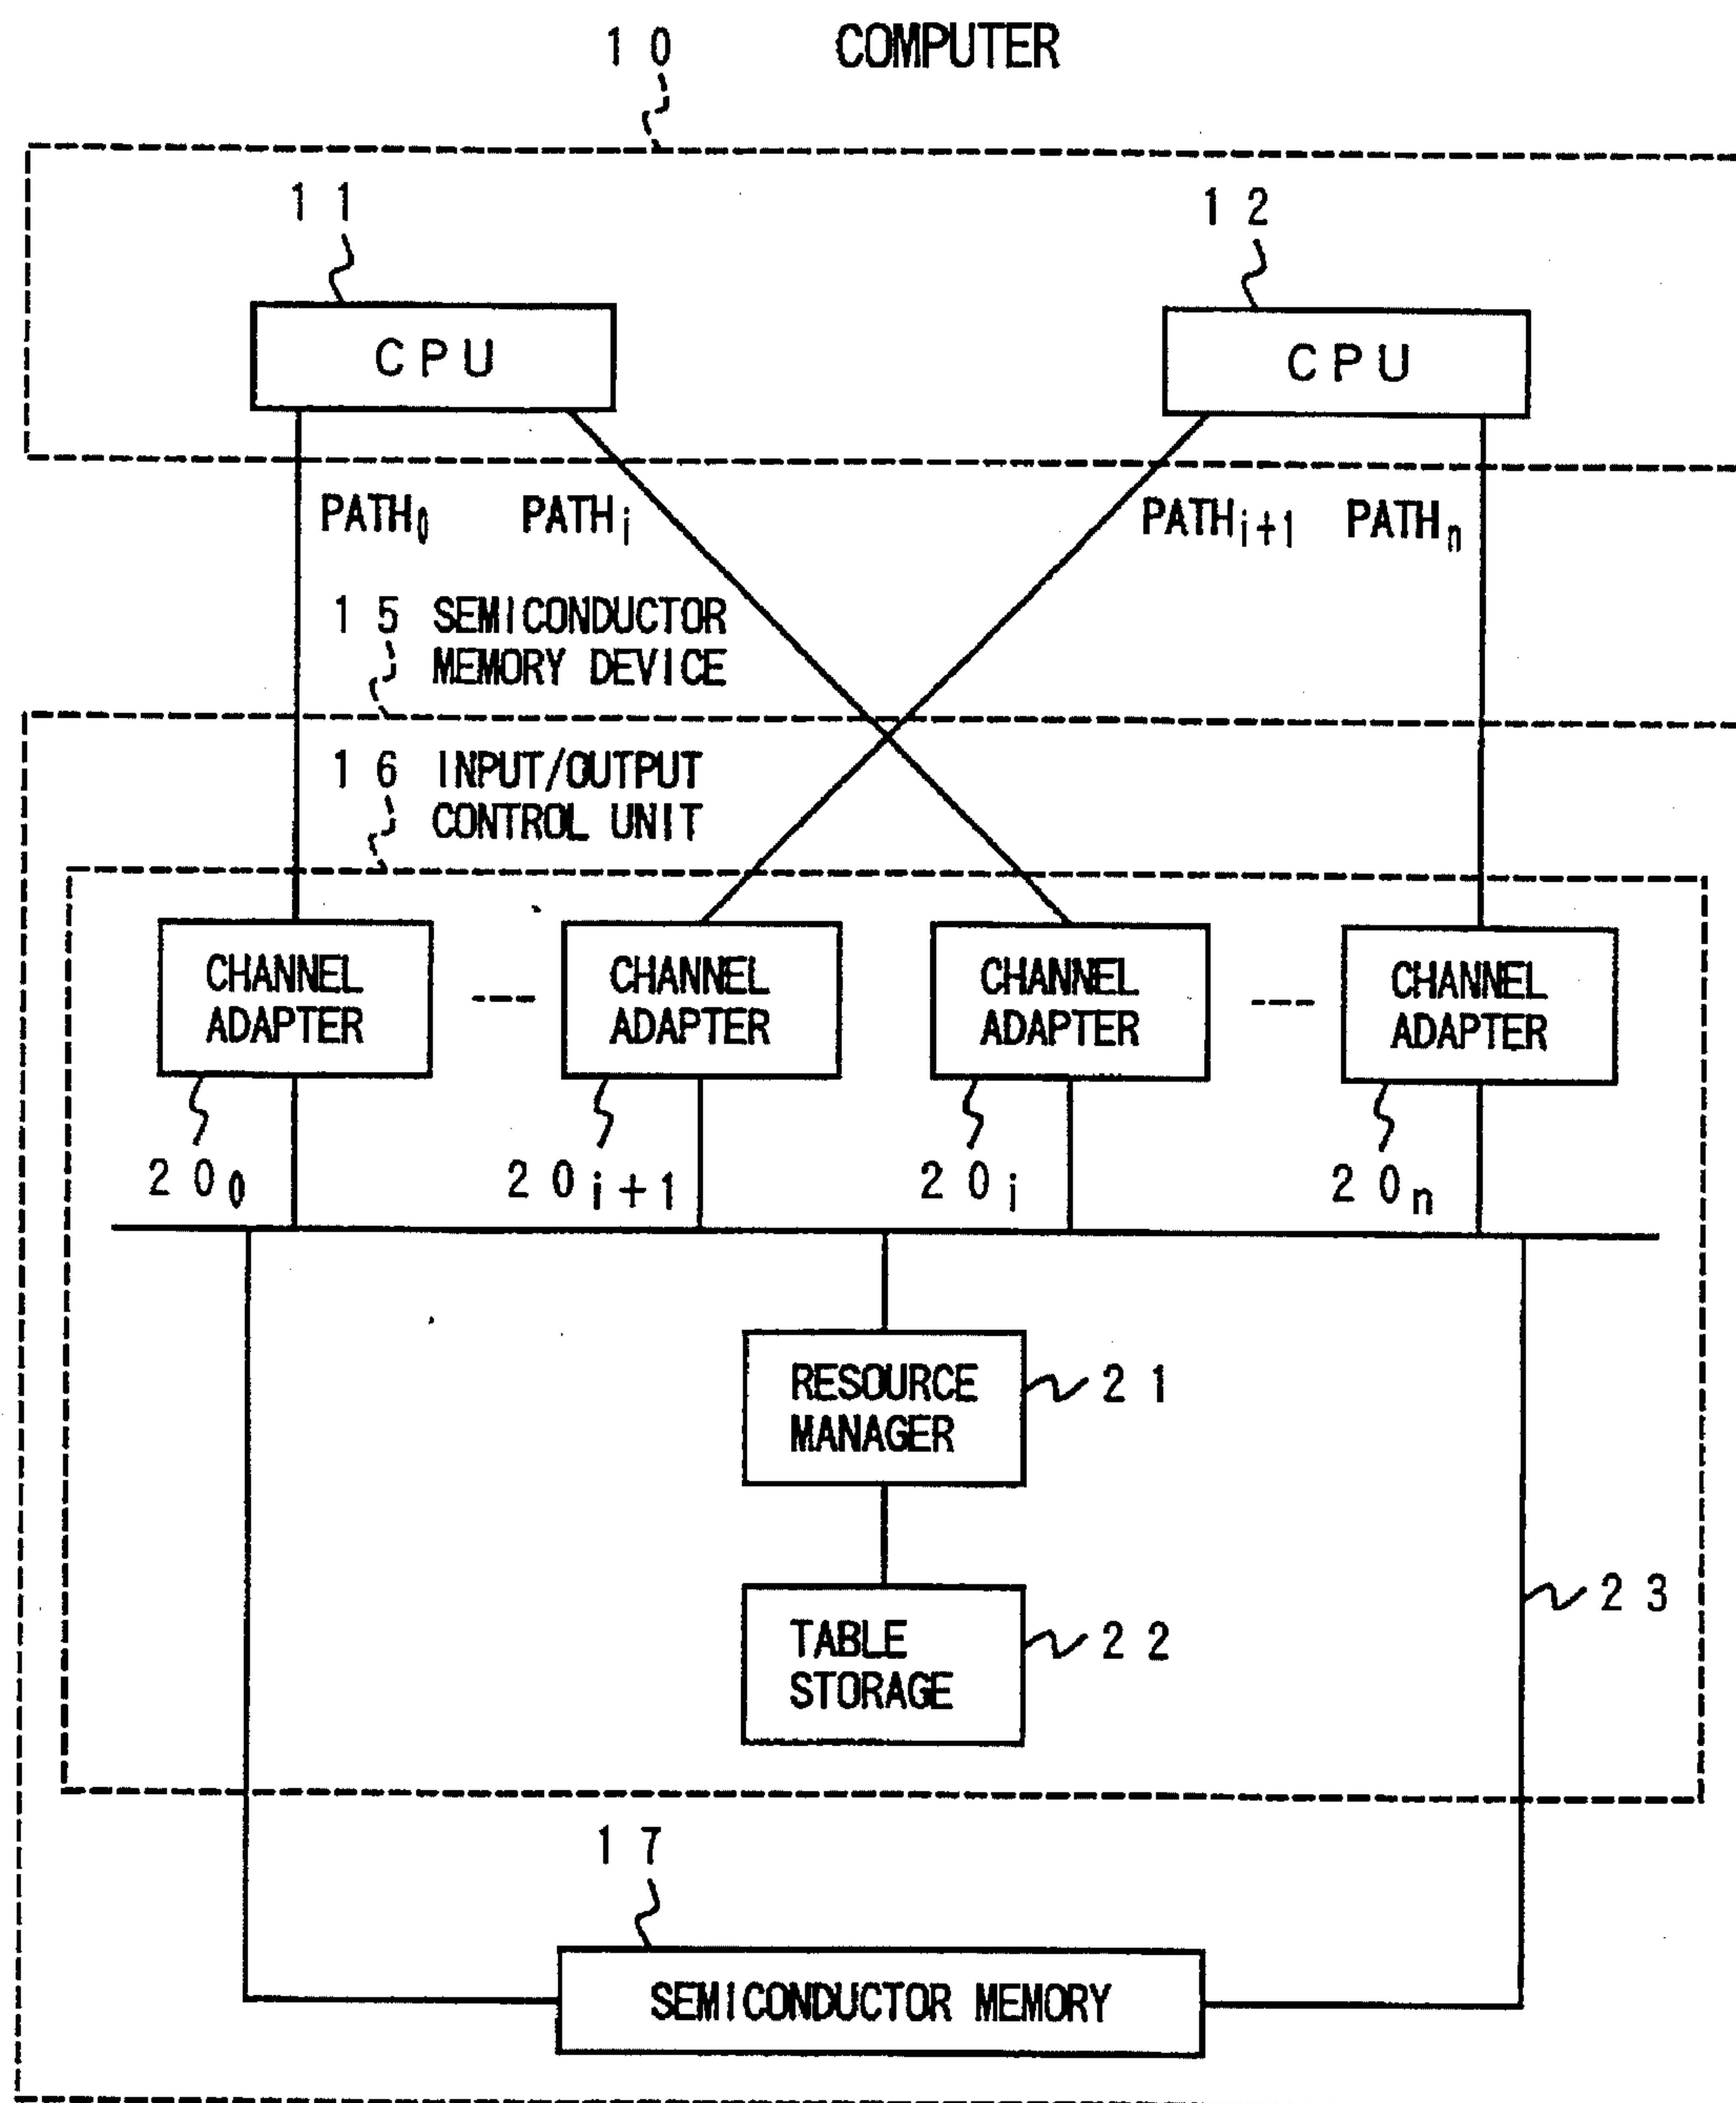 10 COMPUTER
11
12
CPU
CPU
PATH₀ PATHᵢ PATHᵢ₊₁ PATHₙ
15 SEMICONDUCTOR
MEMORY DEVICE
16 INPUT/OUTPUT
CONTROL UNIT
CHANNEL
ADAPTER
CHANNEL
ADAPTER
CHANNEL
ADAPTER
CHANNEL
ADAPTER
20₀ 20ᵢ₊₁ 20ᵢ 20ₙ
RESOURCE
MANAGER
21
TABLE
STORAGE
22
23
17
SEMICONDUCTOR MEMORY